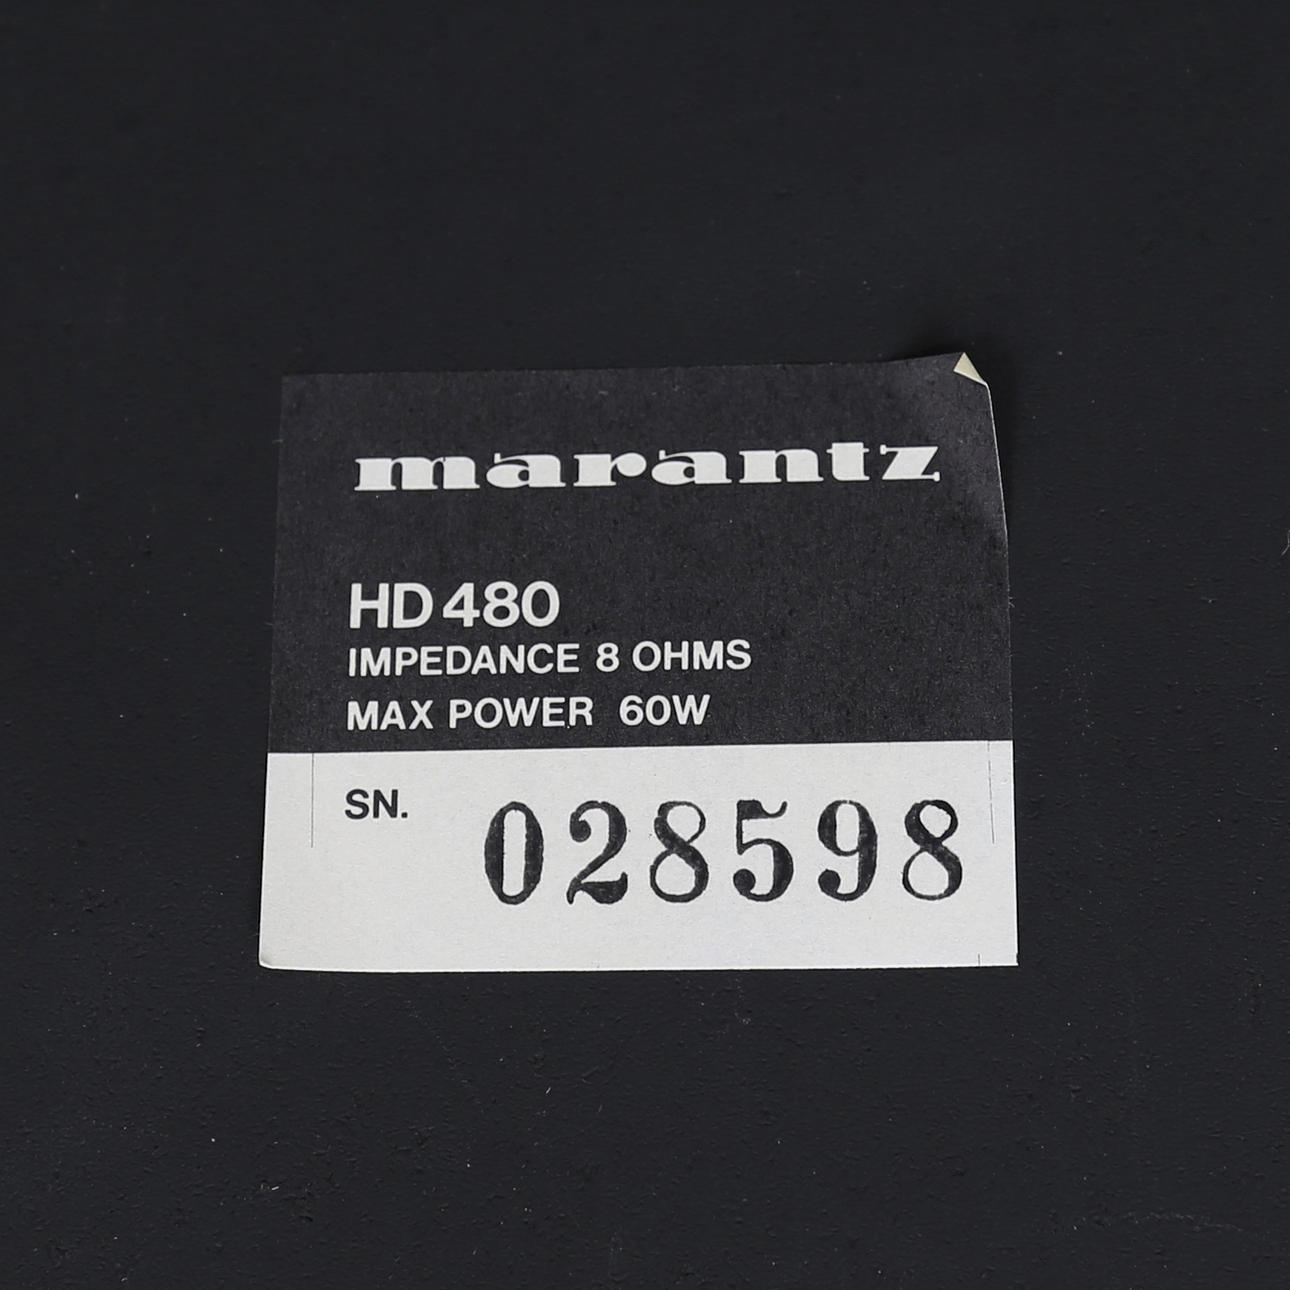 marantz
HD480
IMPEDANCE 8 OHMS
MAX POWER 60W
SN. 028598